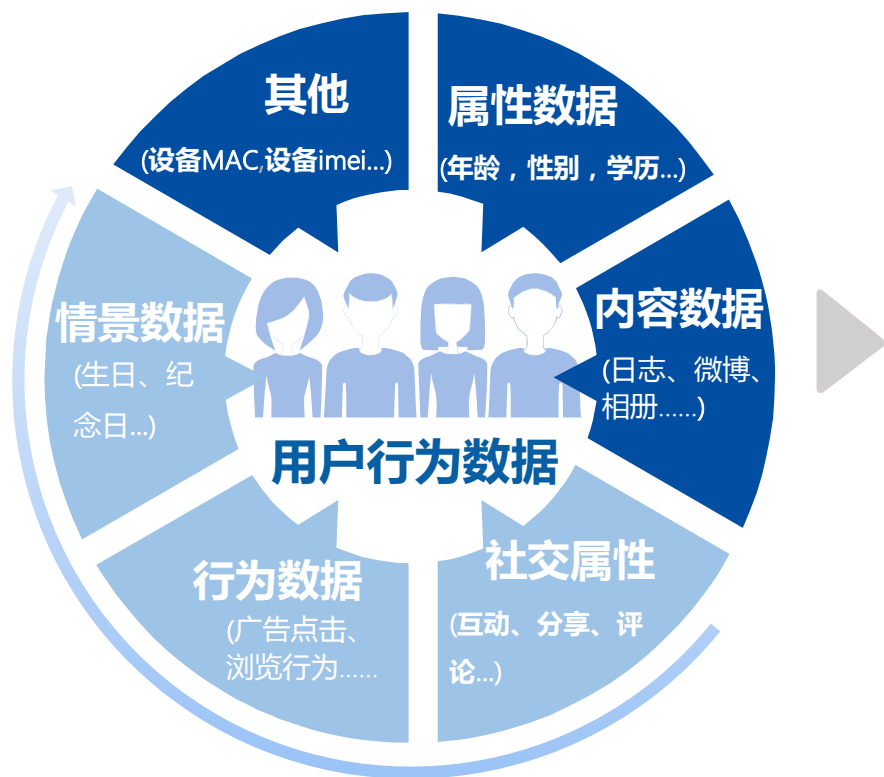 其他
(设备MAC,设备imei...)
属性数据
(年龄，性别，学历...)
情景数据
(生日、纪
念日...)
内容数据
(日志、微博、
相册......)
用户行为数据
行为数据
(广告点击、
浏览行为......
社交属性
(互动、分享、评
论...)